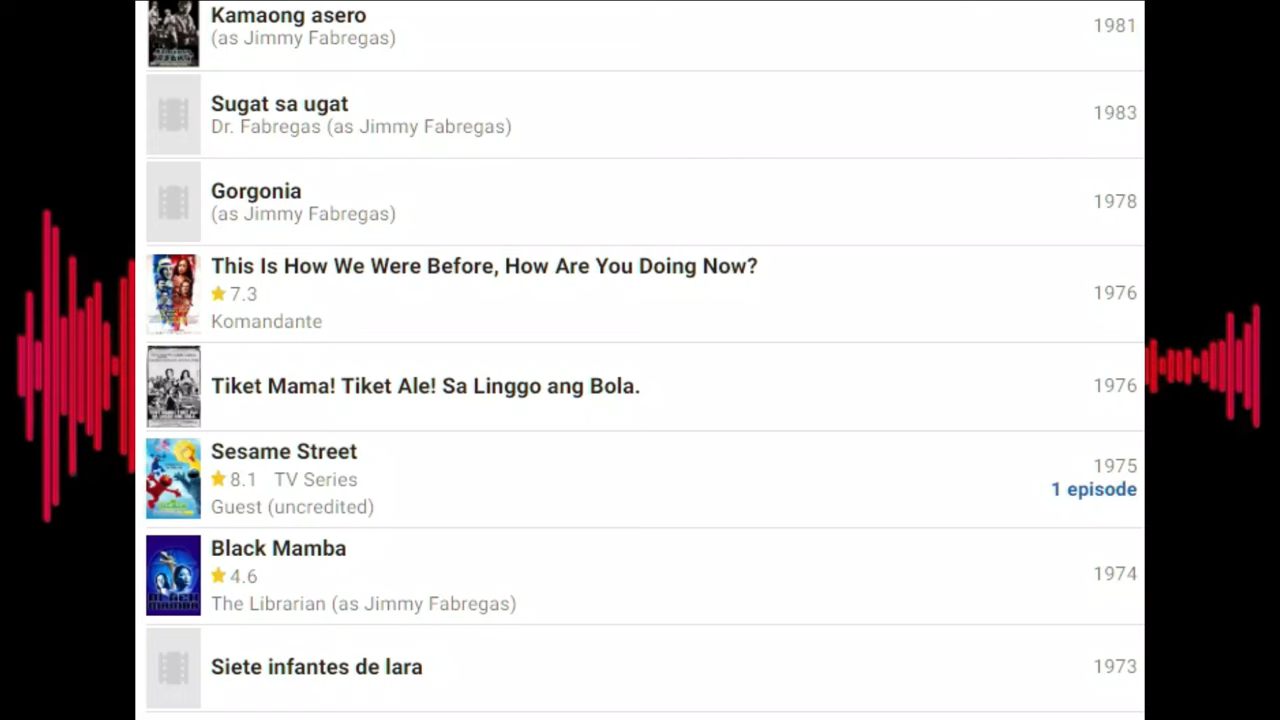 Kamaong asero
(as Jimmy Fabregas)
1981
Sugat sa ugat
Dr. Fabregas (as Jimmy Fabregas)
1983
Gorgonia
(as Jimmy Fabregas)
1978
This Is How We Were Before, How Are You Doing Now?
7.3
Komandante
1976
Tiket Mama! Tiket Ale! Sa Linggo ang Bola.
1976
Sesame Street
8.1 TV Series
Guest (uncredited)
1975
1 episode
Black Mamba
4.6
The Librarian (as Jimmy Fabregas)
1974
BLACK
MAMBA
Siete infantes de lara
1973